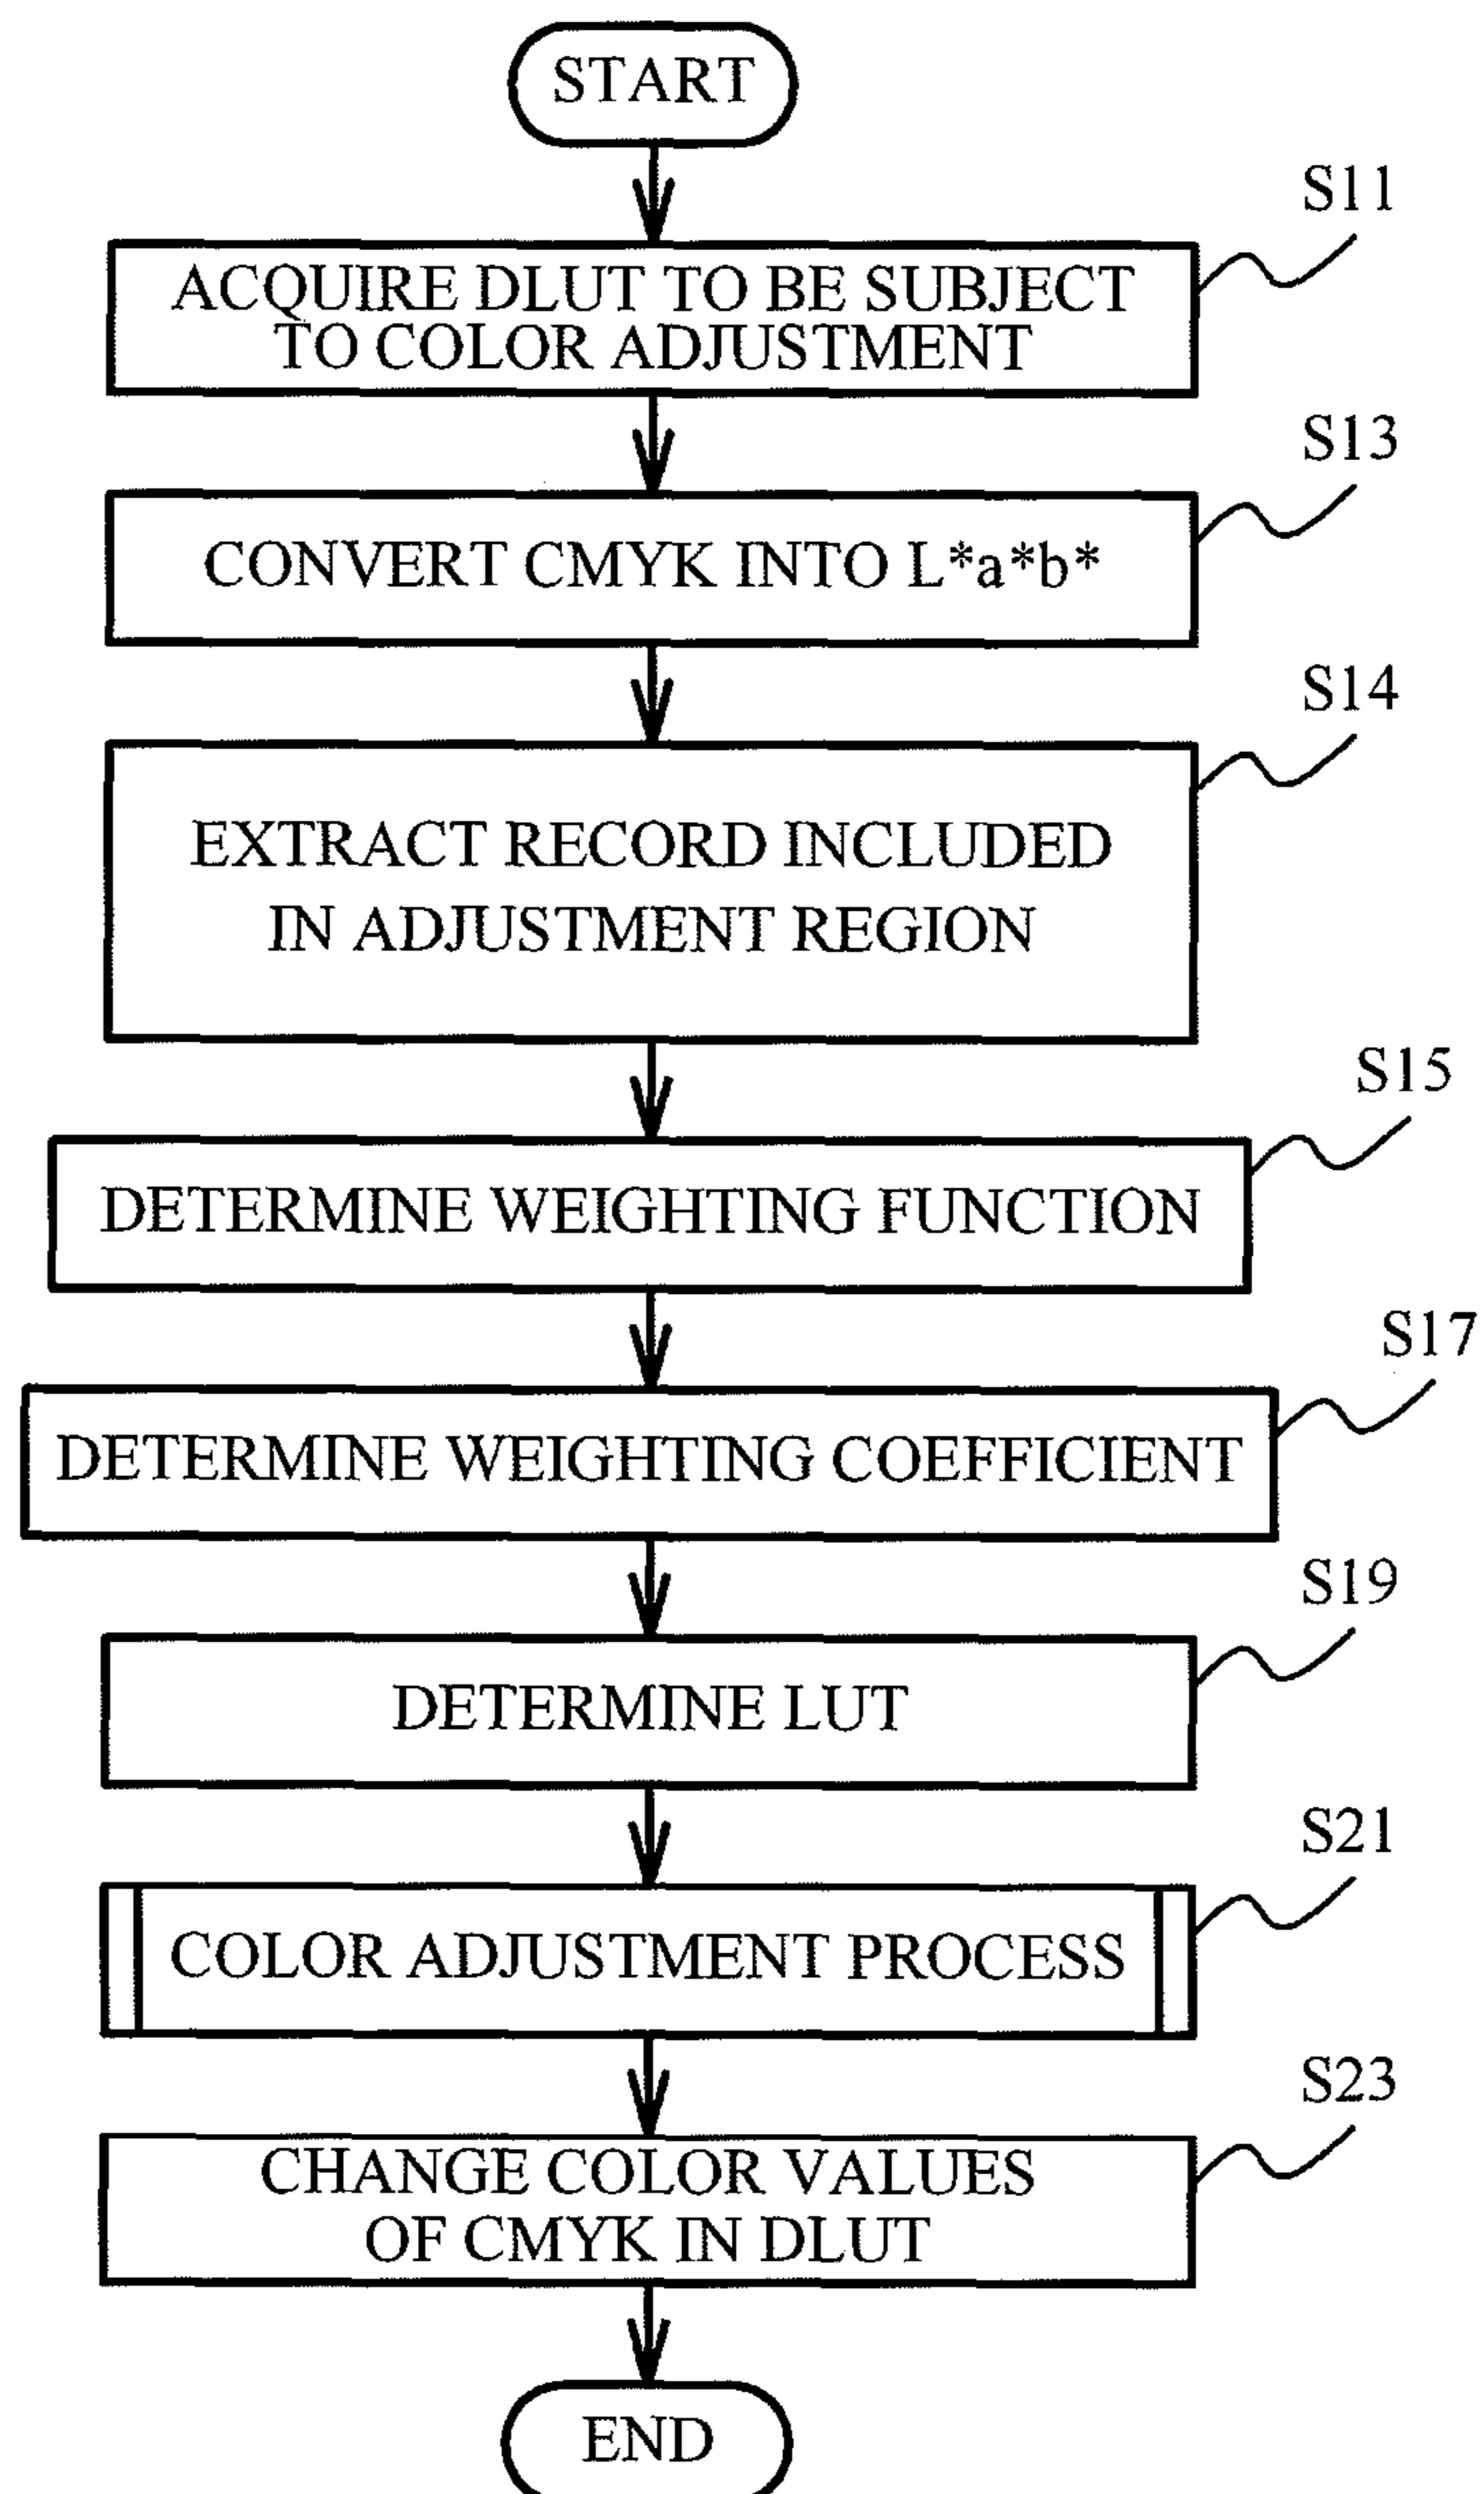 START
S11
ACQUIRE DLUT TO BE SUBJECT
TO COLOR ADJUSTMENT
S13
CONVERT CMYK INTO L*a*b*
S14
EXTRACT RECORD INCLUDED
IN ADJUSTMENT REGION
S15
DETERMINE WEIGHTING FUNCTION
S17
DETERMINE WEIGHTING COEFFICIENT
S19
DETERMINE LUT
S21
COLOR ADJUSTMENT PROCESS
S23
CHANGE COLOR VALUES
OF CMYK IN DLUT
END